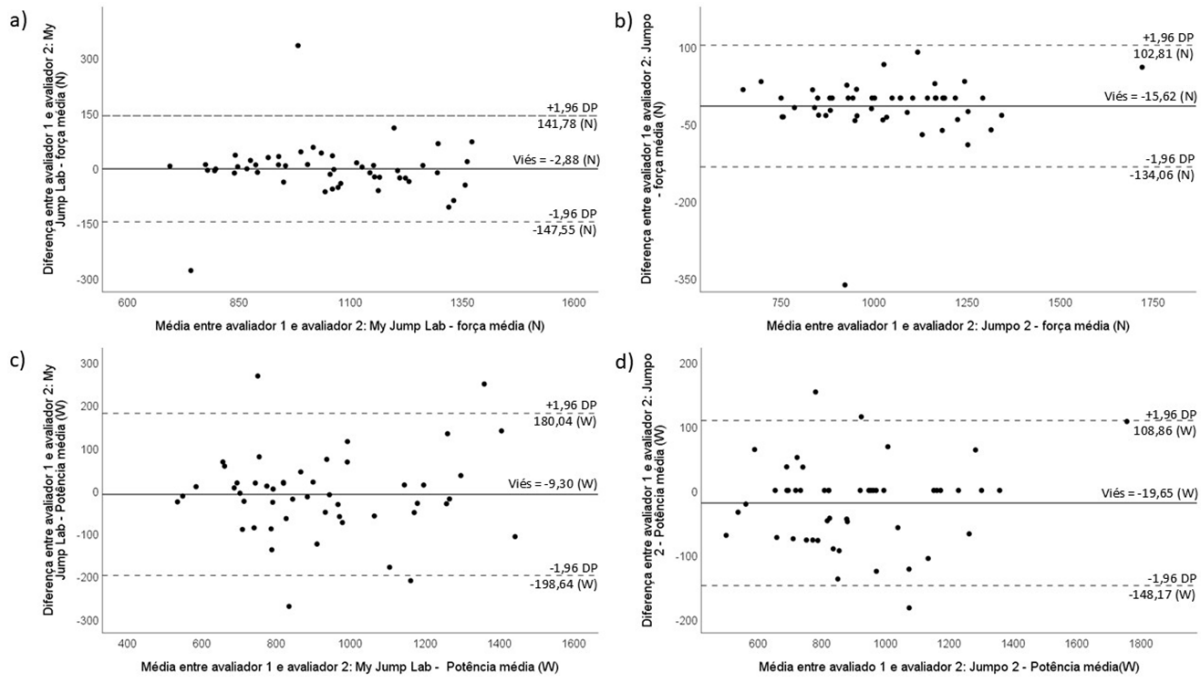 a)
Diferença entre avaliador 1 e avaliador 2: My
Jump Lab - força média (N)
300
150
0
-150
-300
+1,96 DP
141,78 (N)
Viés = -2,88 (N)
-1,96 DP
-147,55 (N)
600
850
1100
1350
1600
Média entre avaliador 1 e avaliador 2: My Jump Lab - força média (N)
b)
Diferença entre avaliador 1e avaliador 2: Jumpo 2
- força média (N)
100
-50
-200
-350
+1,96 DP
102,81 (N)
Viés = -15,62 (N)
-1,96 DP
-134,06 (N)
750
1000
1250
1750
Média entre avaliador 1 e avaliador 2: Jumpo 2 - força média (N)
c)
Diferença entre avaliador 1 e avaliador 2: My
Jump Lab - Potência média (W)
300
200
100
0
-100
-200
-300
+1,96 DP
180,04 (W)
Viés = -9,30 (W)
-1,96 DP
-198,64 (W)
400
600
800
1000
1200
1400
1600
Média entre avaliador 1 e avaliador 2: My Jump Lab - Potência média (W)
d)
Diferença entre avaliador 1 e avaliador 2: Jumpo
2 - Potência média (W)
200
100
0
-100
-200
+1,96 DP
108,86 (W)
Viés = -19,65 (W)
-1,96 DP
-148,17 (W)
600
800
1000
1200
1400
1600
1800
Média entre avaliado 1 e avaliador 2: Jumpo 2 - Potência média(W)